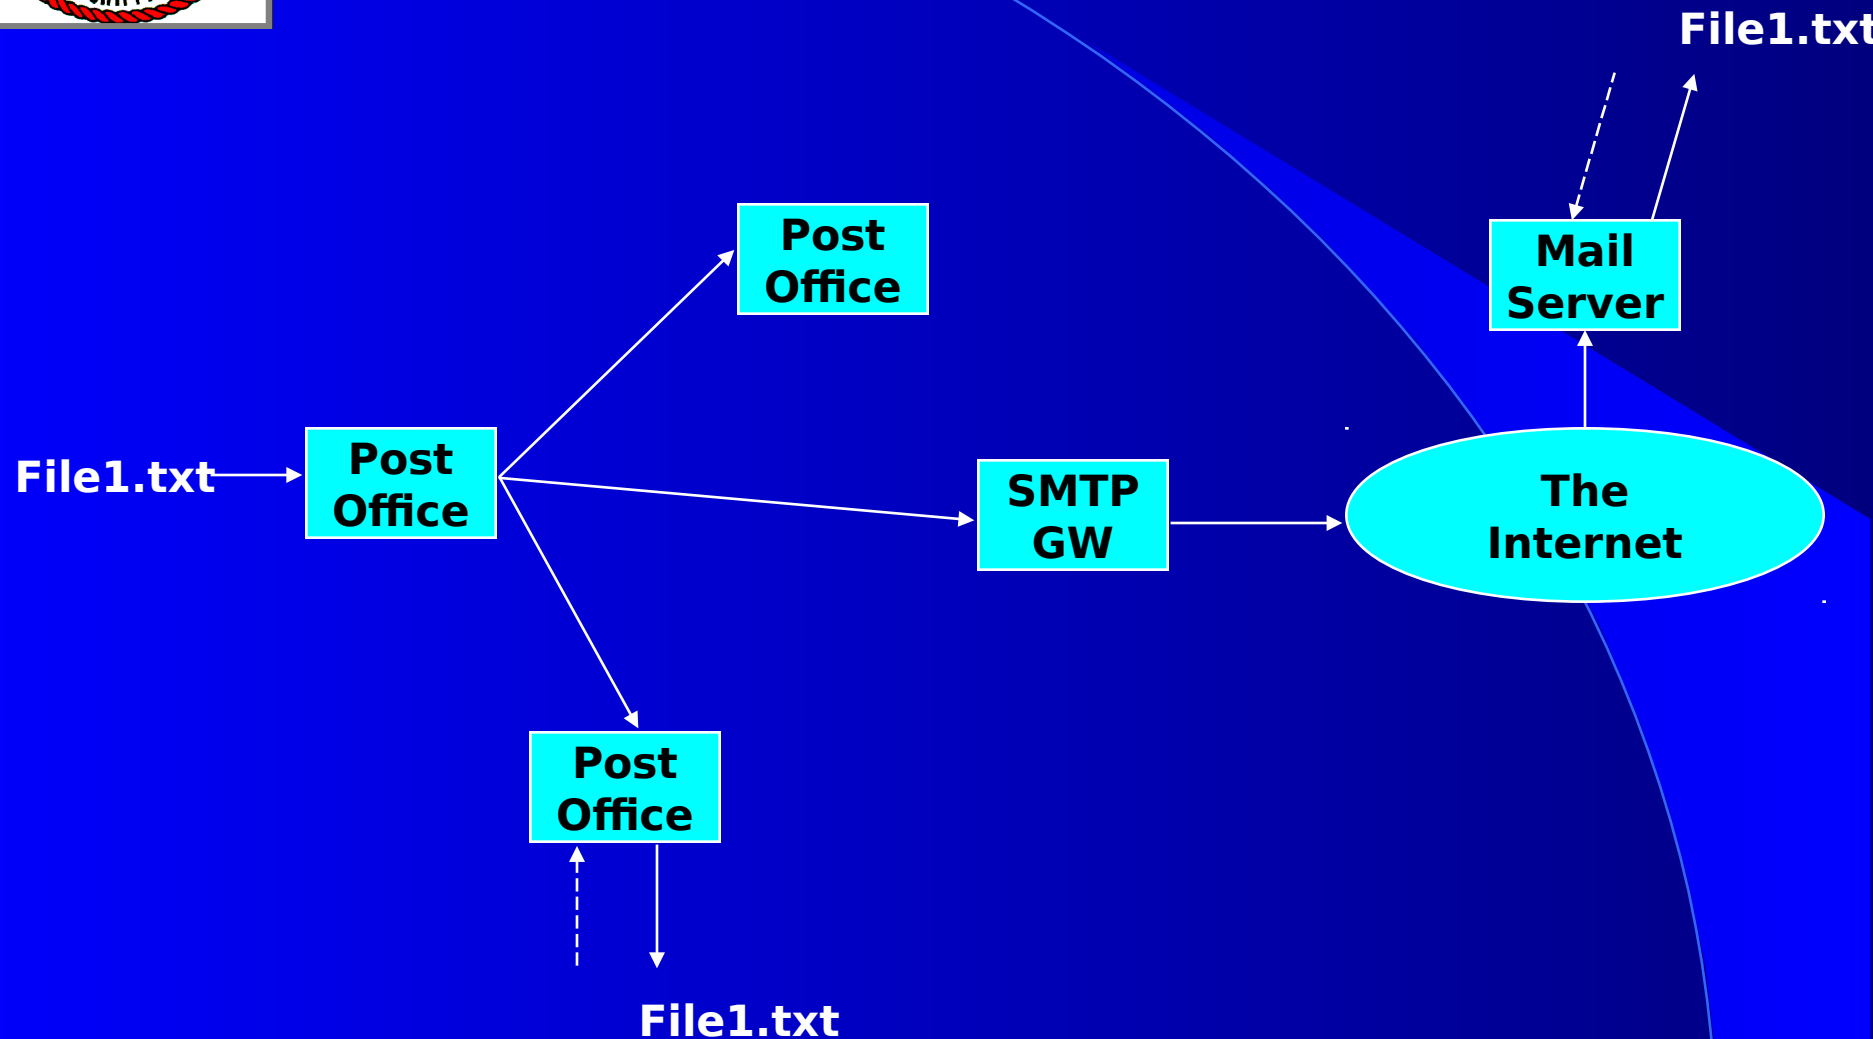 File1.txt
Post
Office
Mail
Server
File1.txt
Post
Office
SMTP
GW
The
Internet
Post
Office
File1.txt